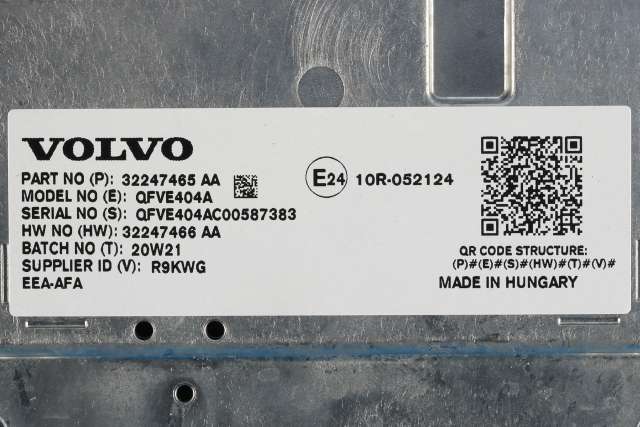 VOLVO
PART NO (P): 32247465 AA
MODEL NO (E): QFVE404A
SERIAL NO (S): QFVE404AC00587383
HW NO (HW): 32247466 AA
BATCH NO (T): 20W21
SUPPLIER ID (V): R9KWG
EEA-AFA
E24 10R-052124
QR CODE STRUCTURE:
(P)#(E)#(S)#(HW)#(T)#(V)#
MADE IN HUNGARY